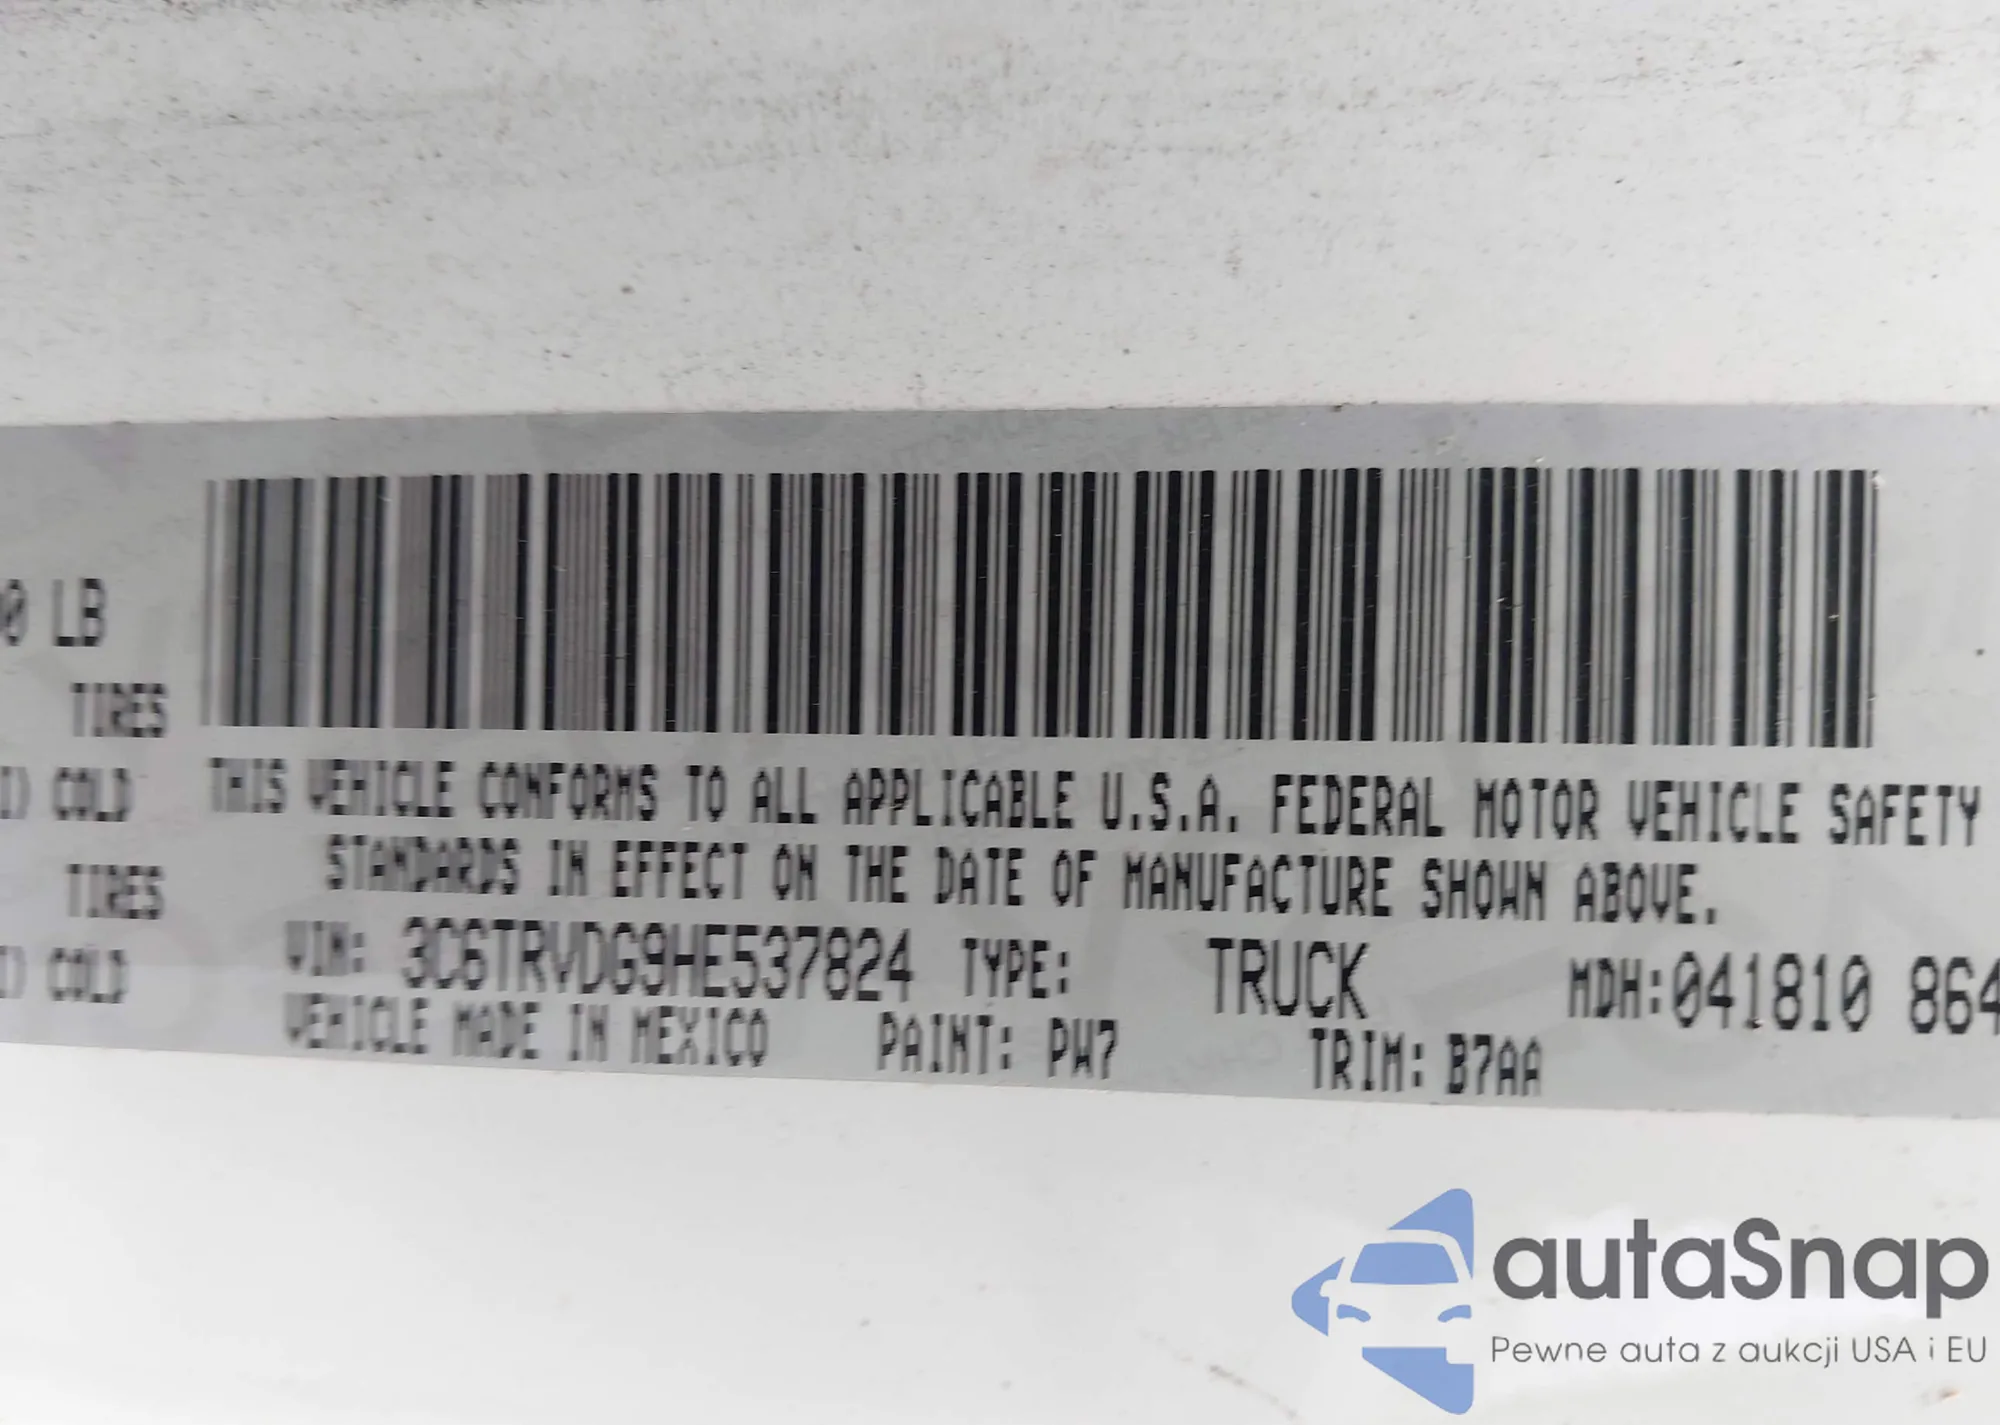 0 LB
TIRES
COLD
TIRES
COLD
THIS VEHICLE CONFORMS TO ALL APPLICABLE U.S.A. FEDERAL MOTOR VEHICLE SAFETY
STANDARDS IN EFFECT ON THE DATE OF MANUFACTURE SHOWN ABOVE.
VIN: 3C6TRVDG9HE537824 TYPE: TRUCK MDH:041810 864
VEHICLE MADE IN MEXICO PAINT: PW7 TRIM: B7AA
autaSnap
Pewne auta z aukcji USA i EU